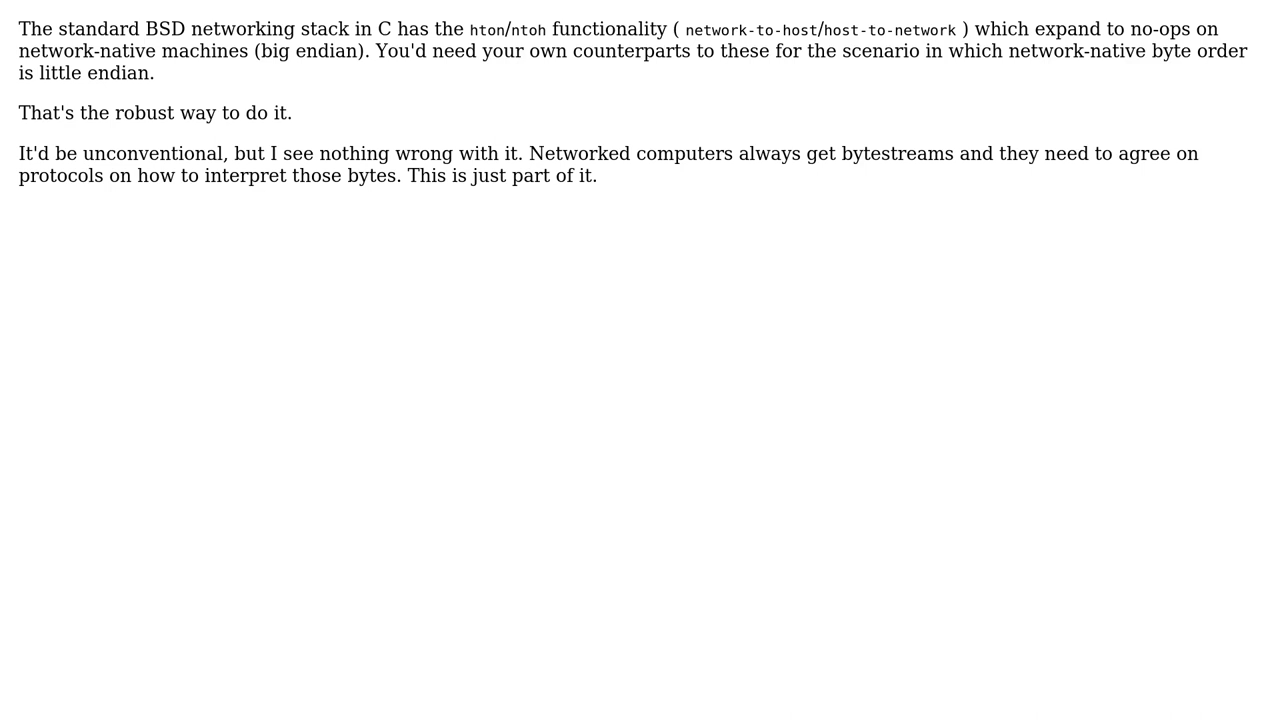 The standard BSD networking stack in C has the hton/ntoh functionality ( network-to-host/host-to-network ) which expand to no-ops on
network-native machines (big endian). You'd need your own counterparts to these for the scenario in which network-native byte order
is little endian.
That's the robust way to do it.
It'd be unconventional, but I see nothing wrong with it. Networked computers always get bytestreams and they need to agree on
protocols on how to interpret those bytes. This is just part of it.